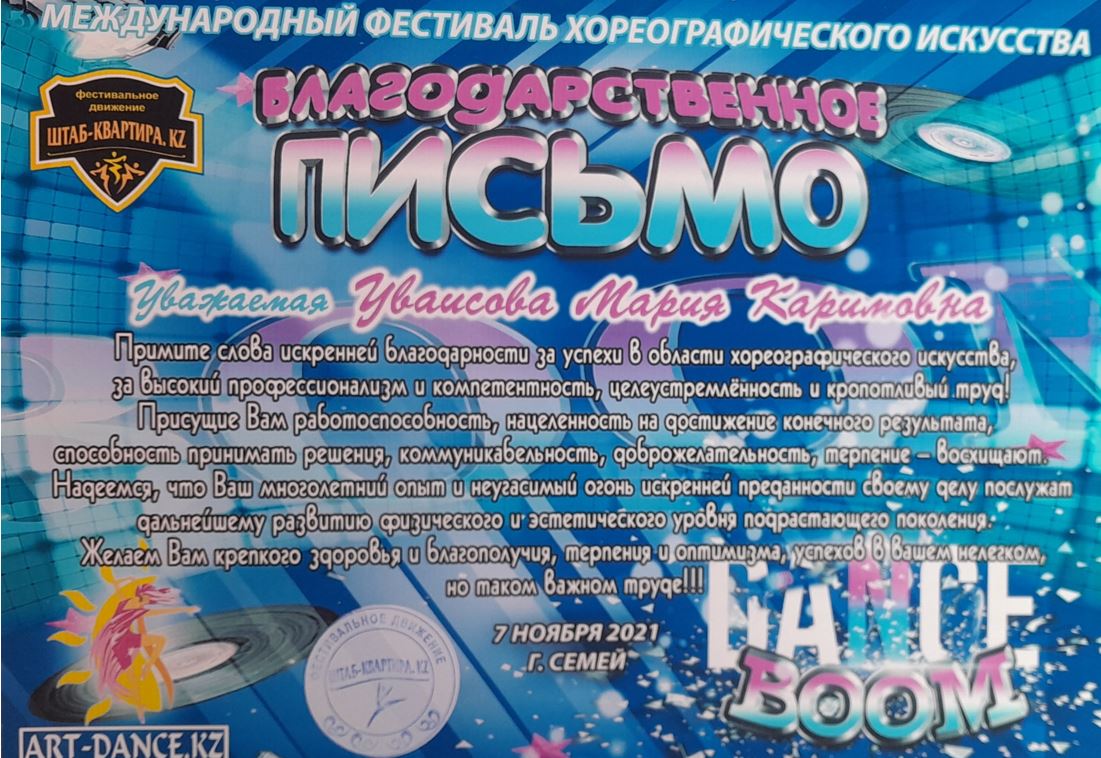 МЕЖДУНАРОДНЫЙ ФЕСТИВАЛЬ ХОРЕОГРАФИЧЕСКОГО ИСКУССТВА
фестивальное
движение
ШТАБ-КВАРТИРА.KZ
БЛАГОДАРСТВЕННОЕ
ПИСЬМО
Уважаемая Уваисова Мария Каримовна
Примите слова искренней благодарности за успехи в области хореографического искусства,
за высокий профессионализм и компетентность, целеустремлённость и кропотливый труд!
Присущие Вам работоспособность, нацеленность на достижение конечного результата,
способность принимать решения, коммуникабельность, доброжелательность, терпение – восхищают.
Надеемся, что Ваш многолетний опыт и неугасимый огонь искренней преданности своему делу послужат
дальнейшему развитию физического и эстетического уровня подрастающего поколения.
Желаем Вам крепкого здоровья и благополучия, терпения и оптимизма, успехов в вашем нелегком,
но таком важном труде!!!
7 НОЯБРЯ 2021
Г. СЕМЕЙ
ФЕСТИВАЛЬНОЕ ДВИЖЕНИЕ
ШТАБ-КВАРТИРА. KZ
DANCE
BOOM
ART-DANCE.KZ